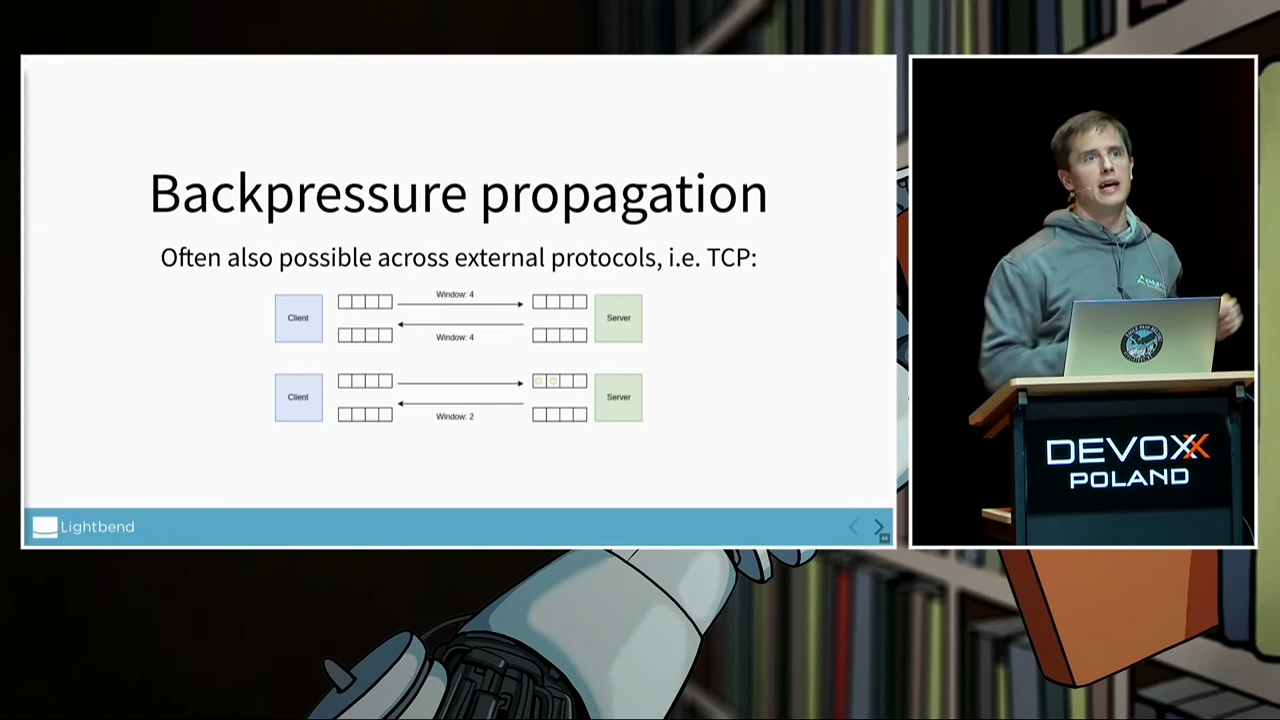 Backpressure propagation
Often also possible across external protocols, i.e. TCP:
Client
Window: 4
Window: 4
Server
Client
Window: 2
Server
Lightbend
DEVOXX
POLAND